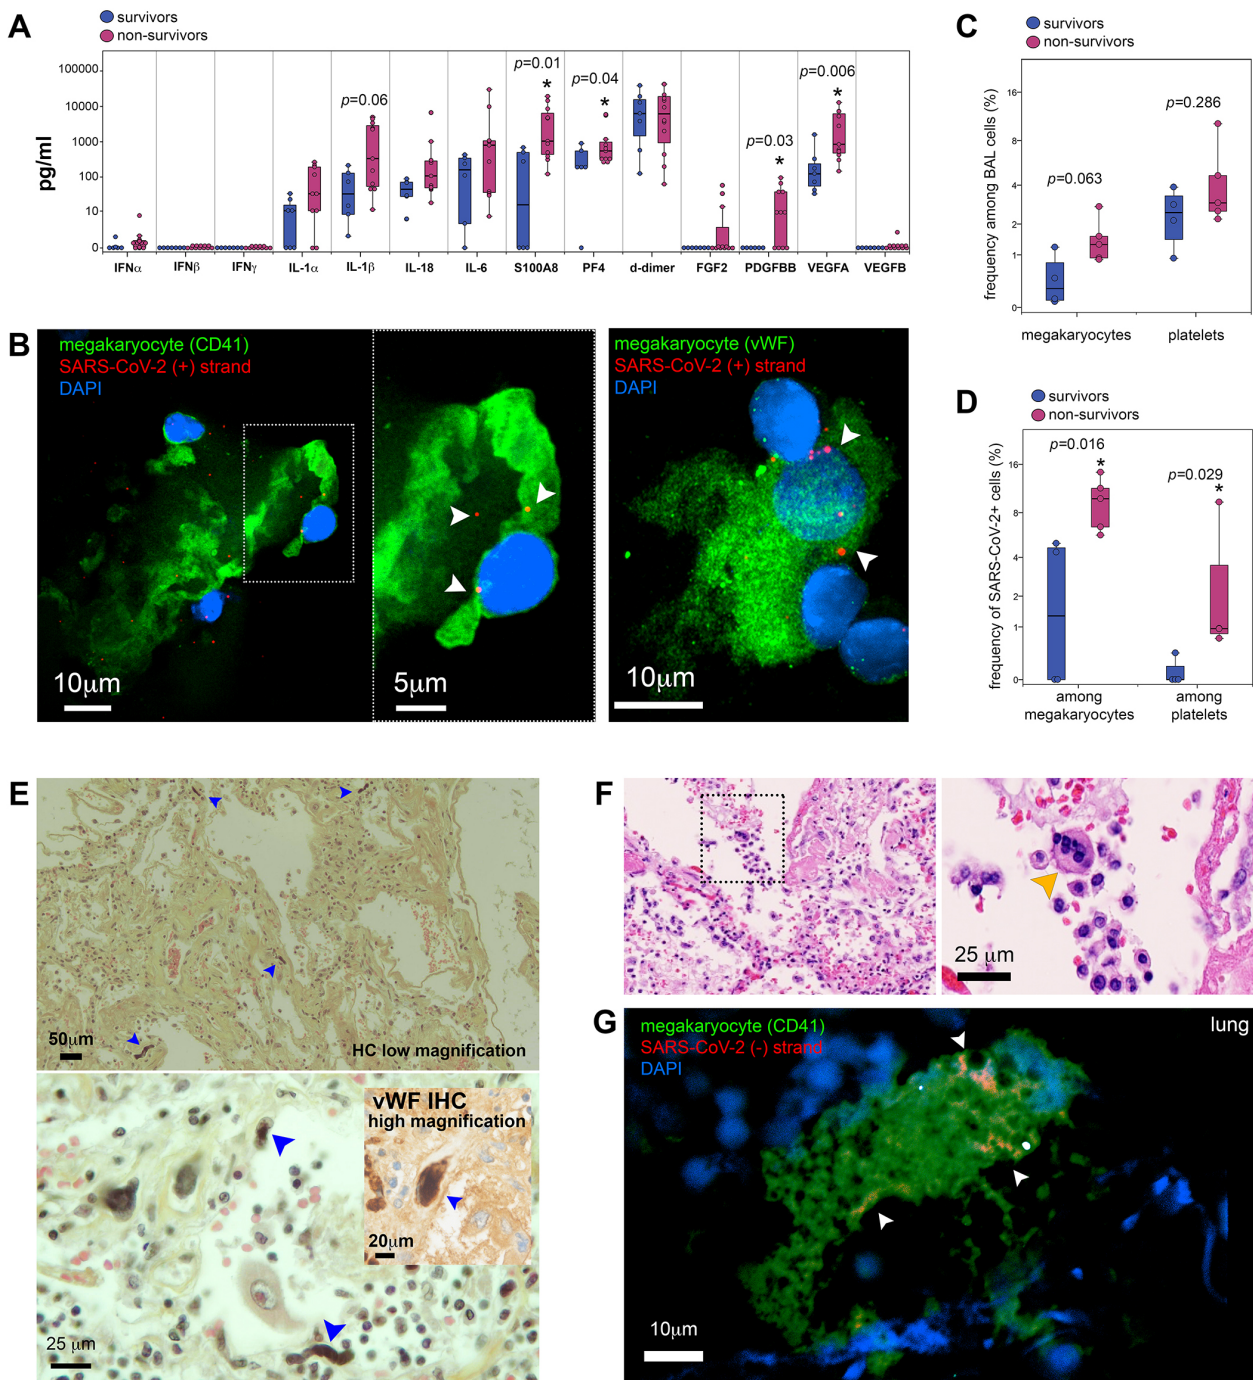 A
survivors
non-survivors
100000
10000
1000
100
10
0
pg/ml
p=0.06
p=0.01
*
p=0.04
*
p=0.03
*
p=0.006
*
IFNα
IFNβ
IFNγ
IL-1α
IL-1β
IL-18
IL-6
S100A8
PF4
d-dimer
FGF2
PDGFBB
VEGFA
VEGFB
C
survivors
non-survivors
frequency among BAL cells (%)
16
8
4
2
1
0
p=0.063
p=0.286
megakaryocytes
platelets
B
megakaryocyte (CD41)
SARS-CoV-2 (+) strand
DAPI
10µm
5µm
megakaryocyte (vWF)
SARS-CoV-2 (+) strand
DAPI
10µm
D
survivors
non-survivors
frequency of SARS-CoV-2+ cells (%)
16
8
4
2
1
0
p=0.016
*
p=0.029
*
among
megakaryocytes
among
platelets
E
50µm
HC low magnification
vWF IHC
high magnification
20µm
25 µm
F
25 µm
G
megakaryocyte (CD41)
SARS-CoV-2 (-) strand
DAPI
lung
10µm